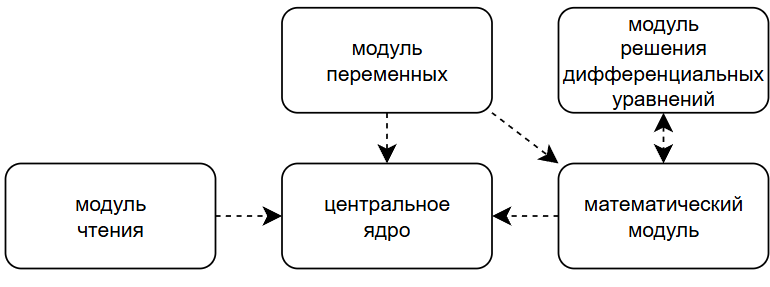 модуль
переменных
модуль
решения
дифференциальных
уравнений
модуль
чтения
центральное
ядро
математический
модуль